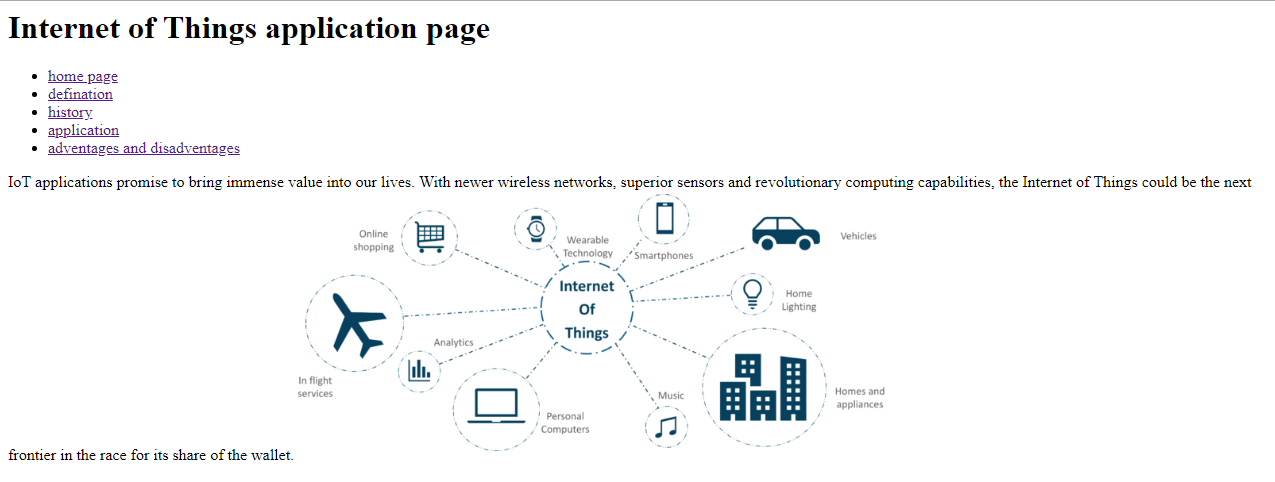 Internet of Things application page
home page
defination
history
application
adventages and disadventages
IoT applications promise to bring immense value into our lives. With newer wireless networks, superior sensors and revolutionary computing capabilities, the Internet of Things could be the next
Online
shopping
Wearable
Technology
Smartphones
Vehicles
Internet
Of
Things
Home
Lighting
Analytics
In flight
services
Personal
Computers
Music
Homes and
appliances
frontier in the race for its share of the wallet.